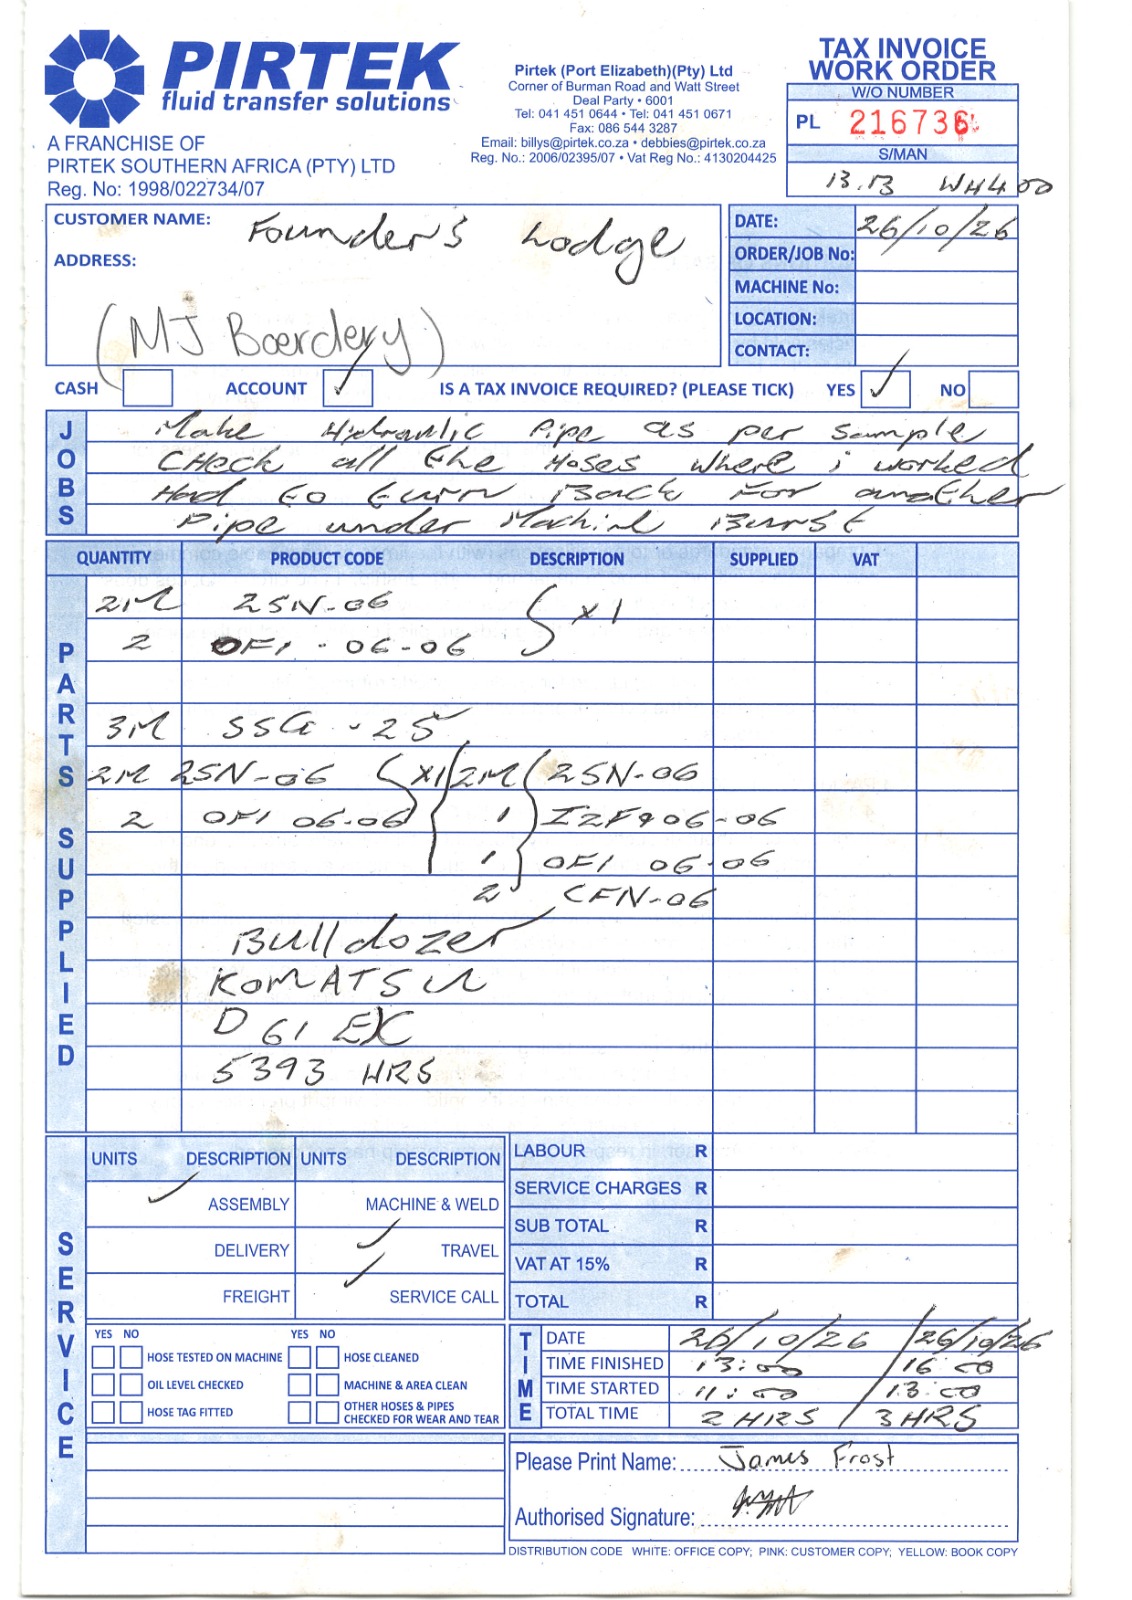 PIRTEK
fluid transfer solutions
A FRANCHISE OF
PIRTEK SOUTHERN AFRICA (PTY) LTD
Reg. No: 1998/022734/07
Pirtek (Port Elizabeth)(Pty) Ltd
Corner of Burman Road and Watt Street
Deal Party • 6001
Tel: 041 451 0644 • Tel: 041 451 0671
Fax: 086 544 3287
Email: billys@pirtek.co.za • debbies@pirtek.co.za
Reg. No.: 2006/02395/07 • Vat Reg No.: 4130204425
TAX INVOICE
WORK ORDER
W/O NUMBER
PL 216736
S/MAN
13.13 WH400
CUSTOMER NAME: Founders Lodge
ADDRESS:
(MJ Boerdery)
DATE: 26/10/26
ORDER/JOB No:
MACHINE No:
LOCATION:
CONTACT:
CASH ACCOUNT ✓ IS A TAX INVOICE REQUIRED? (PLEASE TICK) YES ✓ NO
JOBS
Make Hydraulic Pipe as per sample
CHeck all the Hoses where i worked
Had to turn Back For another
Pipe under Machine Burst
QUANTITY PRODUCT CODE DESCRIPTION SUPPLIED VAT
PARTS SUPPLIED
2M 2SN-06 } x1
2 OF1 - 06-06
3M SSG - 25
2M 2SN-06 x1 2M 2SN-06
2 OF1 06-06 1 IZF906-06
1 OF1 06-06
2 CFN-06
Bulldozer
KOMATSU
D 61 EX
5393 HRS
SERVICE
UNITS DESCRIPTION UNITS DESCRIPTION
✓ ASSEMBLY MACHINE & WELD
DELIVERY ✓ TRAVEL
FREIGHT ✓ SERVICE CALL
LABOUR R
SERVICE CHARGES R
SUB TOTAL R
VAT AT 15% R
TOTAL R
YES NO YES NO
HOSE TESTED ON MACHINE HOSE CLEANED
OIL LEVEL CHECKED MACHINE & AREA CLEAN
HOSE TAG FITTED OTHER HOSES & PIPES
CHECKED FOR WEAR AND TEAR
TIME
DATE 26/10/26 / 26/10/26
TIME FINISHED 13:00 / 16:00
TIME STARTED 11:00 / 13:00
TOTAL TIME 2 HRS / 3 HRS
Please Print Name: James Frost
Authorised Signature:
DISTRIBUTION CODE WHITE: OFFICE COPY; PINK: CUSTOMER COPY; YELLOW: BOOK COPY